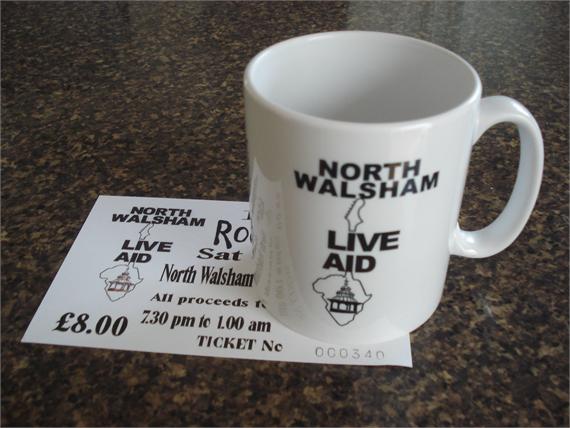 NORTH
WALSHAM
LIVE
AID
NORTH
WALSHAM
LIVE
AID
Sat
North Walsham
All proceeds
7.30 pm to 1.00 am
£8.00
TICKET No
000340